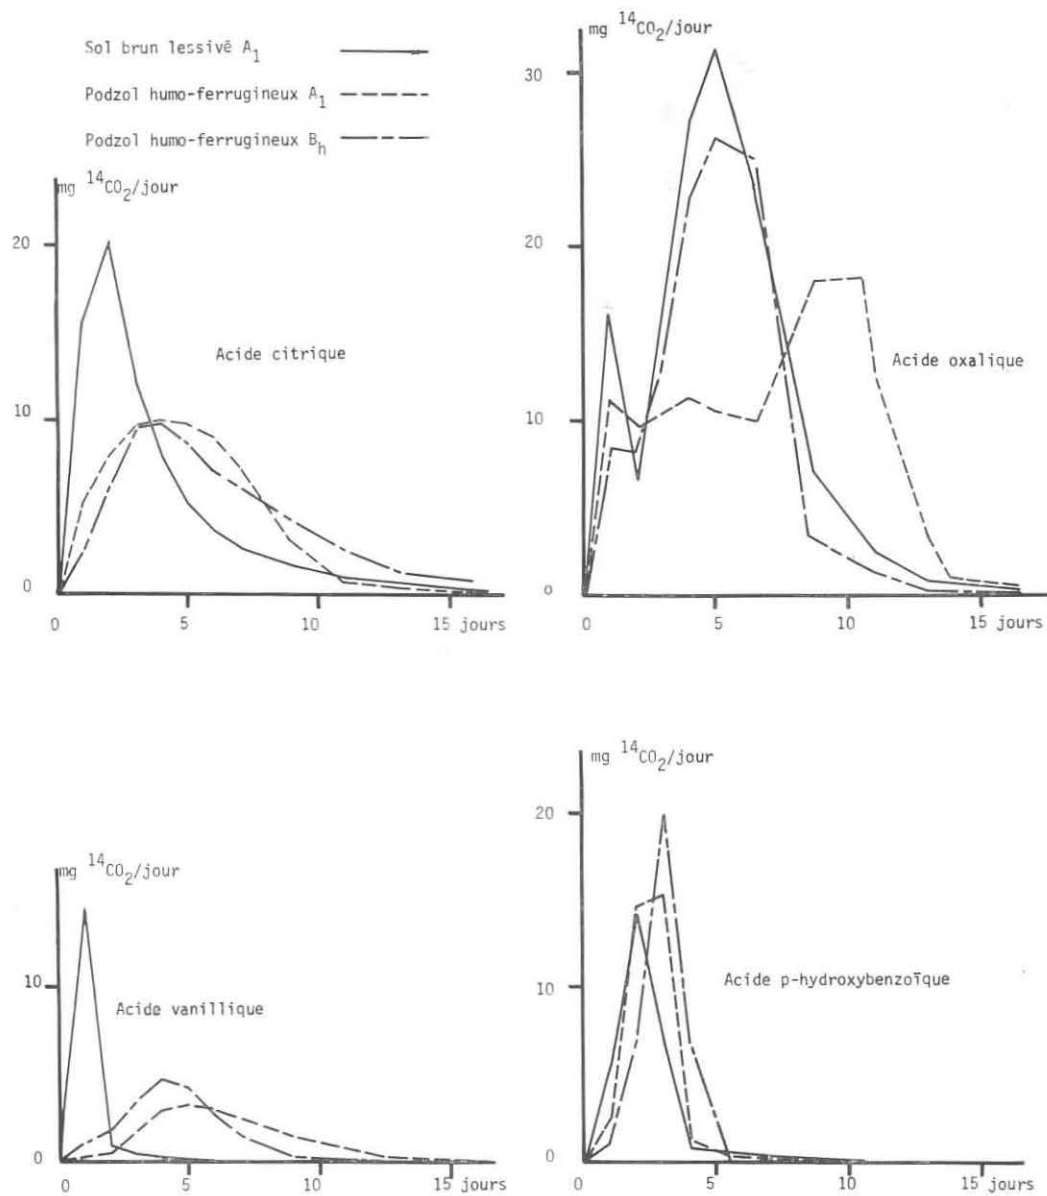 Sol brun lessivé A1
Podzol humo-ferrugineux A1
Podzol humo-ferrugineux Bh
mg 14CO2/jour
20
10
0
Acide citrique
0 5 10 15 jours
mg 14CO2/jour
30
20
10
0
Acide oxalique
0 5 10 15 jours
mg 14CO2/jour
10
0
Acide vanillique
0 5 10 15 jours
mg 14CO2/jour
20
10
0
Acide p-hydroxybenzoïque
0 5 10 15 jours